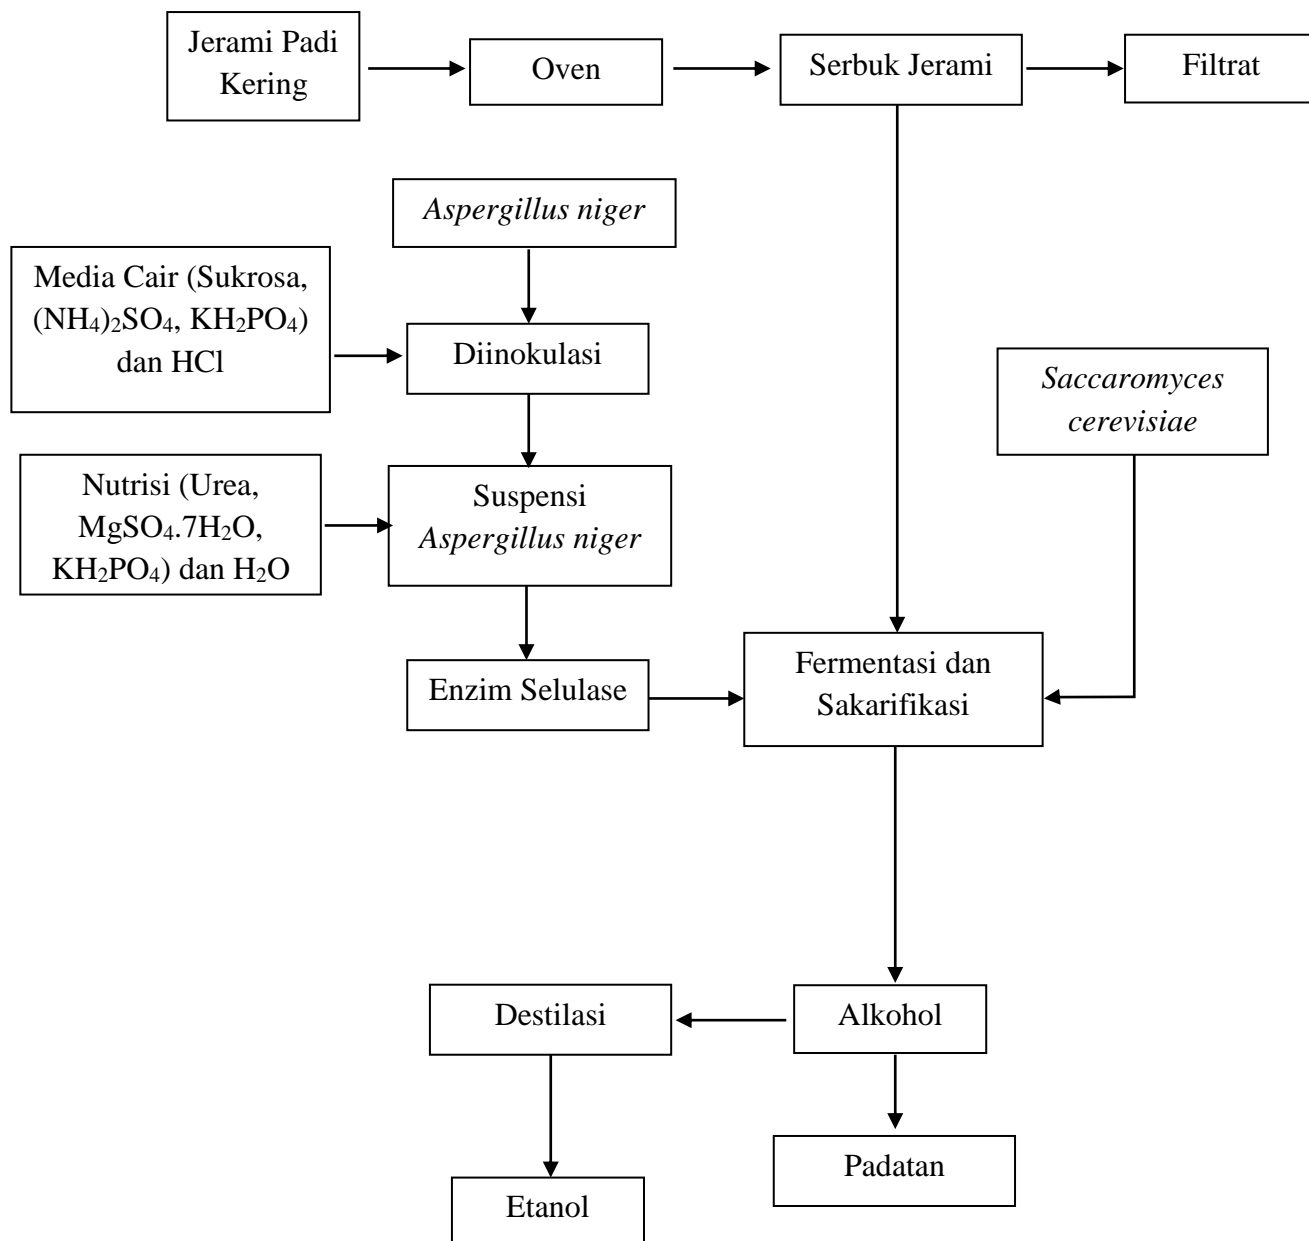 Jerami Padi
Kering
Oven
Serbuk Jerami
Filtrat
Aspergillus niger
Media Cair (Sukrosa,
(NH₄)₂SO₄, KH₂PO₄)
dan HCl
Diinokulasi
Saccaromyces
cerevisiae
Nutrisi (Urea,
MgSO₄.7H₂O,
KH₂PO₄) dan H₂O
Suspensi
Aspergillus niger
Enzim Selulase
Fermentasi dan
Sakarifikasi
Destilasi
Alkohol
Padatan
Etanol